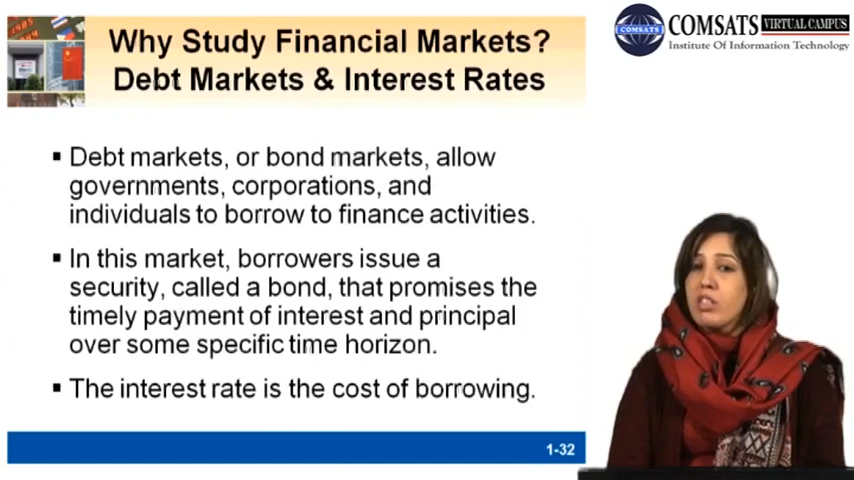 Why Study Financial Markets?
Debt Markets & Interest Rates
COMSATS
COMSATS VIRTUAL CAMPUS
Institute Of Information Technology
▪ Debt markets, or bond markets, allow
governments, corporations, and
individuals to borrow to finance activities.
▪ In this market, borrowers issue a
security, called a bond, that promises the
timely payment of interest and principal
over some specific time horizon.
▪ The interest rate is the cost of borrowing.
1-32